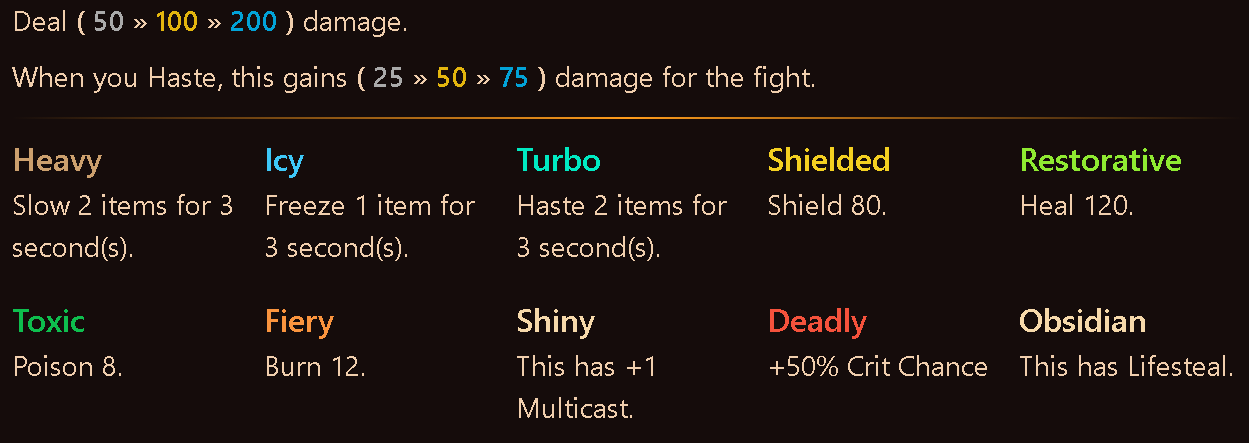 Deal ( 50 » 100 » 200 ) damage.
When you Haste, this gains ( 25 » 50 » 75 ) damage for the fight.
Heavy
Slow 2 items for 3
second(s).
Icy
Freeze 1 item for
3 second(s).
Turbo
Haste 2 items for
3 second(s).
Shielded
Shield 80.
Restorative
Heal 120.
Toxic
Poison 8.
Fiery
Burn 12.
Shiny
This has +1
Multicast.
Deadly
+50% Crit Chance
Obsidian
This has Lifesteal.